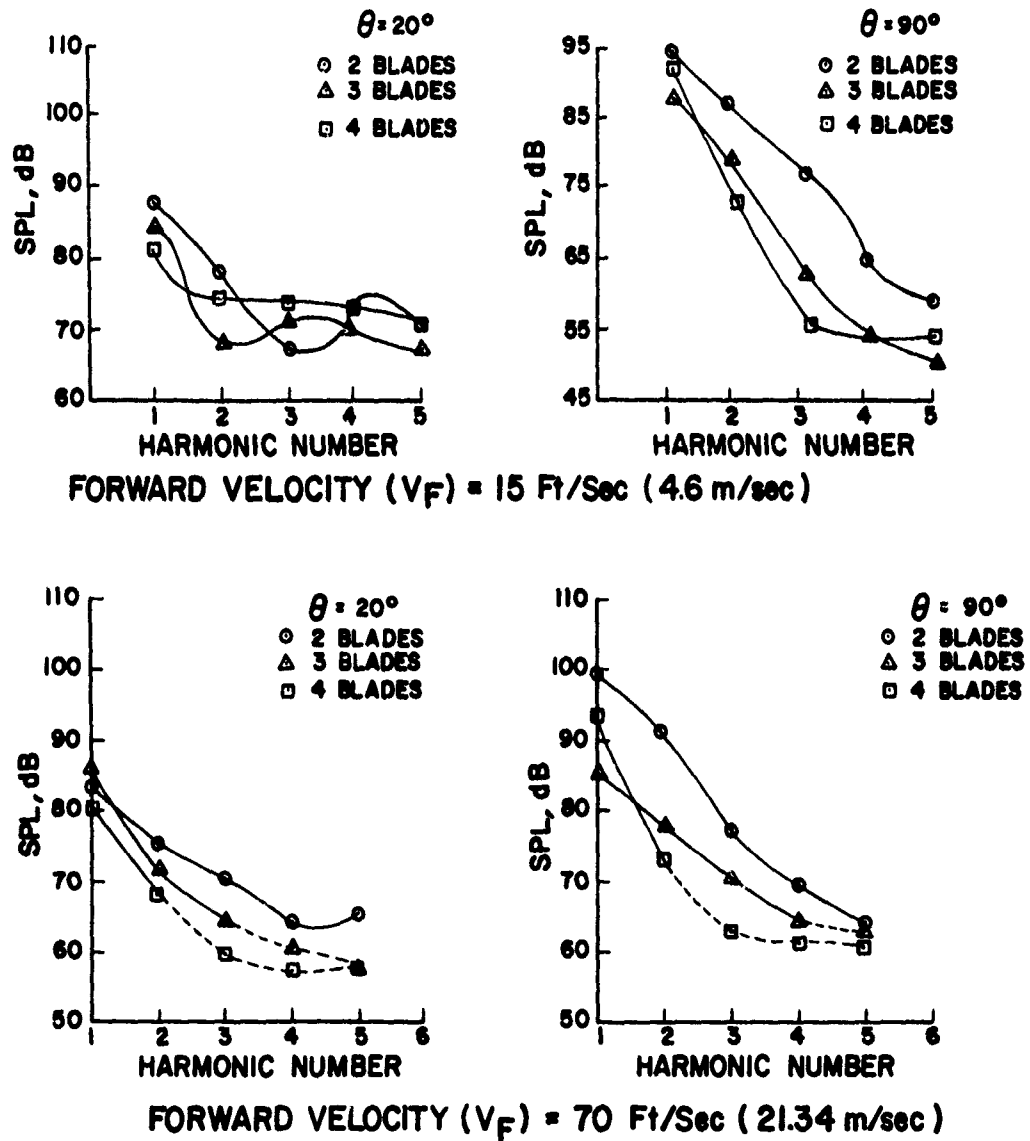 θ = 20°
2 BLADES
3 BLADES
4 BLADES
110
100
90
80
70
60
SPL, dB
1 2 3 4 5
HARMONIC NUMBER
θ = 90°
2 BLADES
3 BLADES
4 BLADES
95
85
75
65
55
45
SPL, dB
1 2 3 4 5
HARMONIC NUMBER
FORWARD VELOCITY (VF) = 15 Ft/Sec (4.6 m/sec)
θ = 20°
2 BLADES
3 BLADES
4 BLADES
110
100
90
80
70
60
50
SPL, dB
1 2 3 4 5 6
HARMONIC NUMBER
θ = 90°
2 BLADES
3 BLADES
4 BLADES
110
100
90
80
70
60
50
SPL, dB
1 2 3 4 5 6
HARMONIC NUMBER
FORWARD VELOCITY (VF) = 70 Ft/Sec (21.34 m/sec)